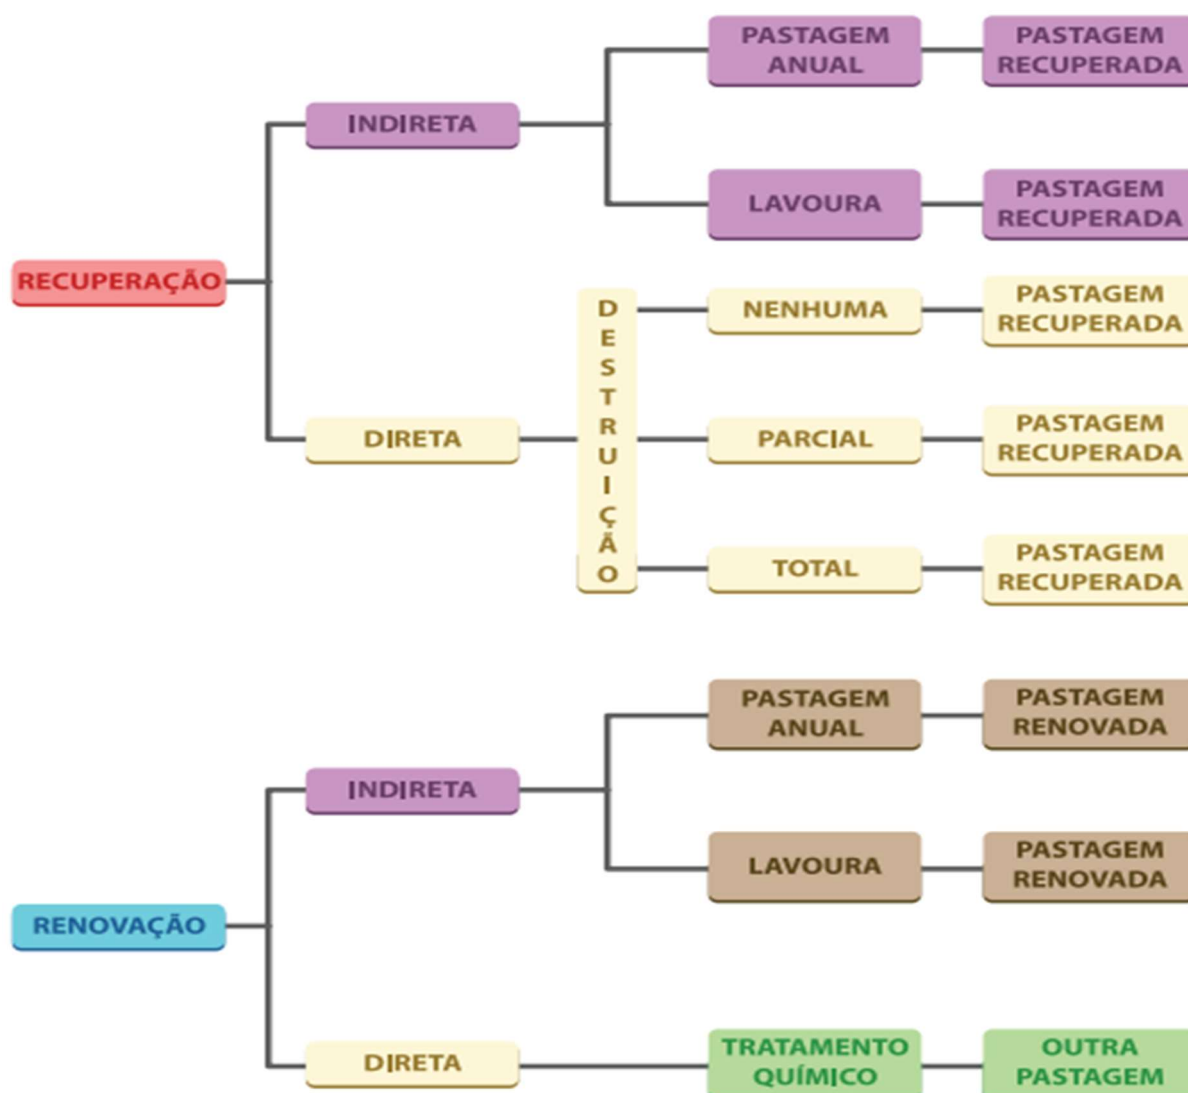 PASTAGEM
ANUAL
PASTAGEM
RECUPERADA
INDIRETA
LAVOURA
PASTAGEM
RECUPERADA
RECUPERAÇÃO
DIRETA
DESTRUIÇÃO
NENHUMA
PASTAGEM
RECUPERADA
PARCIAL
PASTAGEM
RECUPERADA
TOTAL
PASTAGEM
RECUPERADA
PASTAGEM
ANUAL
PASTAGEM
RENOVADA
INDIRETA
LAVOURA
PASTAGEM
RENOVADA
RENOVAÇÃO
DIRETA
TRATAMENTO
QUÍMICO
OUTRA
PASTAGEM